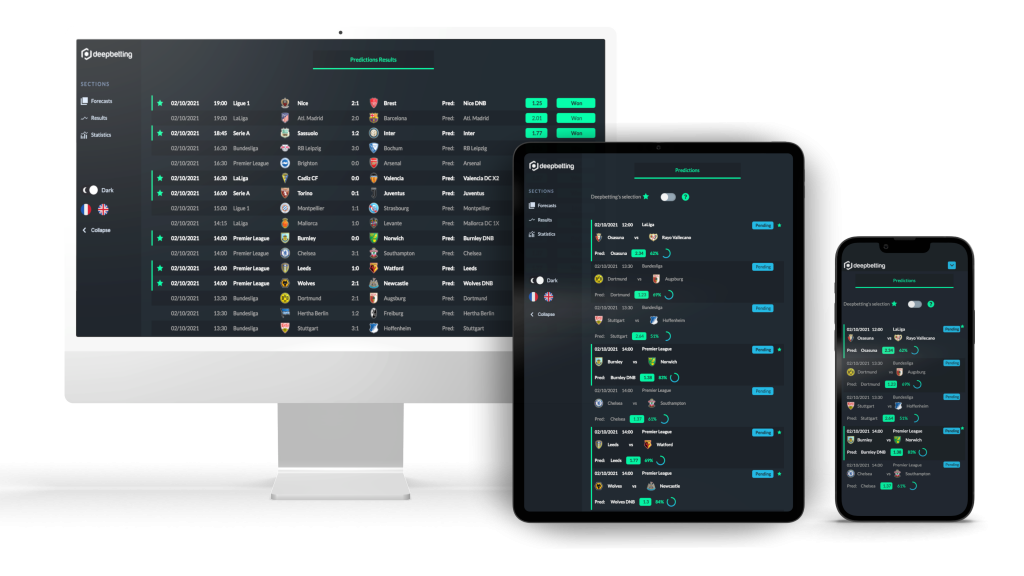 deepbetting
Predictions Results
SECTIONS
Forecasts
Results
Statistics
Dark
Collapse
02/10/2021 19:00 Ligue 1 Nice 2:1 Brest Pred: Nice DNB 1.25 Won
02/10/2021 19:00 LaLiga Atl. Madrid 2:0 Barcelona Pred: Atl. Madrid 2.01 Won
02/10/2021 18:45 Serie A Sassuolo 1:2 Inter Pred: Inter 1.77 Won
02/10/2021 16:30 Bundesliga RB Leipzig 3:0 Bochum Pred: RB Leipzig
02/10/2021 16:30 Premier League Brighton 0:0 Arsenal Pred: Arsenal
02/10/2021 16:30 LaLiga Cadiz CF 0:0 Valencia Pred: Valencia DC X2
02/10/2021 16:00 Serie A Torino 0:1 Juventus Pred: Juventus
02/10/2021 15:00 Ligue 1 Montpellier 1:1 Strasbourg Pred: Montpellier
02/10/2021 14:15 LaLiga Mallorca 1:0 Levante Pred: Mallorca DC 1X
02/10/2021 14:00 Premier League Burnley 0:0 Norwich Pred: Burnley DNB
02/10/2021 14:00 Premier League Chelsea 3:1 Southampton Pred: Chelsea
02/10/2021 14:00 Premier League Leeds 1:0 Watford Pred: Leeds
02/10/2021 14:00 Premier League Wolves 2:1 Newcastle Pred: Wolves DNB
02/10/2021 13:30 Bundesliga Dortmund 2:1 Augsburg Pred: Dortmund
02/10/2021 13:30 Bundesliga Hertha Berlin 1:2 Freiburg Pred: Hertha Berlin
02/10/2021 13:30 Bundesliga Stuttgart 3:1 Hoffenheim Pred: Stuttgart
deepbetting
Predictions
SECTIONS
Forecasts
Results
Statistics
Dark
Collapse
Deepbetting's selection ?
02/10/2021 12:00 LaLiga Pending
Osasuna vs Rayo Vallecano
Pred: Osasuna 2.34 62%
02/10/2021 13:30 Bundesliga Pending
Dortmund vs Augsburg
Pred: Dortmund 1.23 69%
02/10/2021 13:30 Bundesliga Pending
Stuttgart vs Hoffenheim
Pred: Stuttgart 2.64 51%
02/10/2021 14:00 Premier League Pending
Burnley vs Norwich
Pred: Burnley DNB 1.38 82%
02/10/2021 14:00 Premier League Pending
Chelsea vs Southampton
Pred: Chelsea 1.37 65%
02/10/2021 14:00 Premier League Pending
Leeds vs Watford
Pred: Leeds 1.77 69%
02/10/2021 14:00 Premier League Pending
Wolves vs Newcastle
Pred: Wolves DNB 1.5 84%
deepbetting
Predictions
Deepbetting's selection ?
02/10/2021 12:00 LaLiga Pending
Osasuna vs Rayo Vallecano
Pred: Osasuna 2.34 62%
02/10/2021 13:30 Bundesliga Pending
Dortmund vs Augsburg
Pred: Dortmund 1.23 69%
02/10/2021 13:30 Bundesliga Pending
Stuttgart vs Hoffenheim
Pred: Stuttgart 2.64 51%
02/10/2021 14:00 Premier League Pending
Burnley vs Norwich
Pred: Burnley DNB 1.38 82%
02/10/2021 14:00 Premier League Pending
Chelsea vs Southampton
Pred: Chelsea 1.37 65%